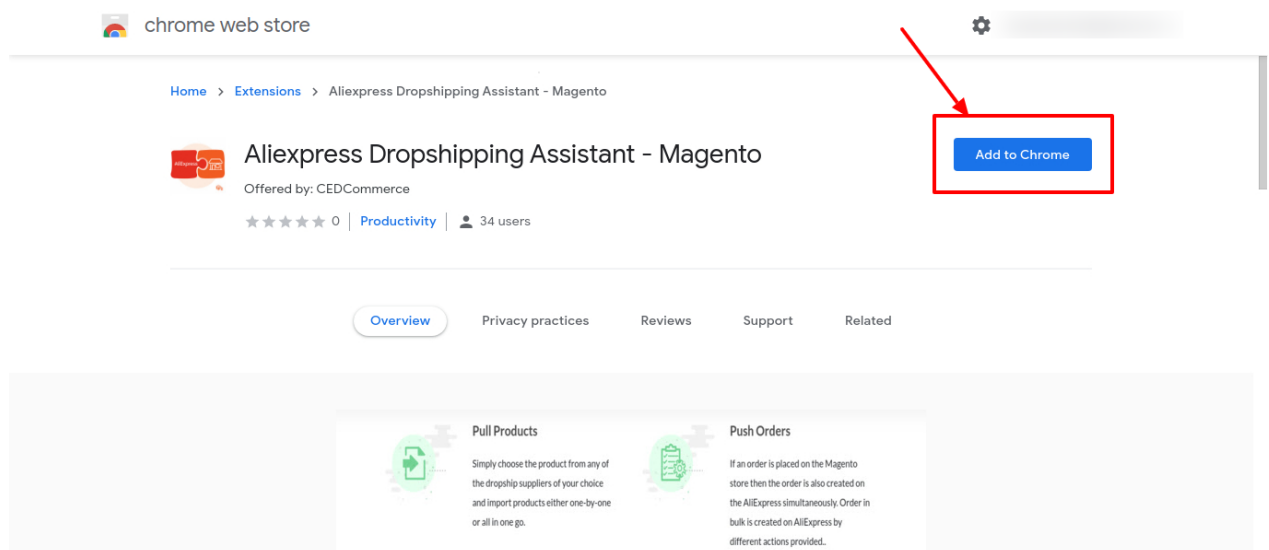 chrome web store
Home > Extensions > Aliexpress Dropshipping Assistant - Magento
Aliexpress Dropshipping Assistant - Magento
Add to Chrome
Offered by: CEDCommerce
0 | Productivity | 34 users
Overview Privacy practices Reviews Support Related
Pull Products
Simply choose the product from any of
the dropship suppliers of your choice
and import products either one-by-one
or all in one go.
Push Orders
If an order is placed on the Magento
store then the order is also created on
the AliExpress simultaneously. Order in
bulk is created on AliExpress by
different actions provided..